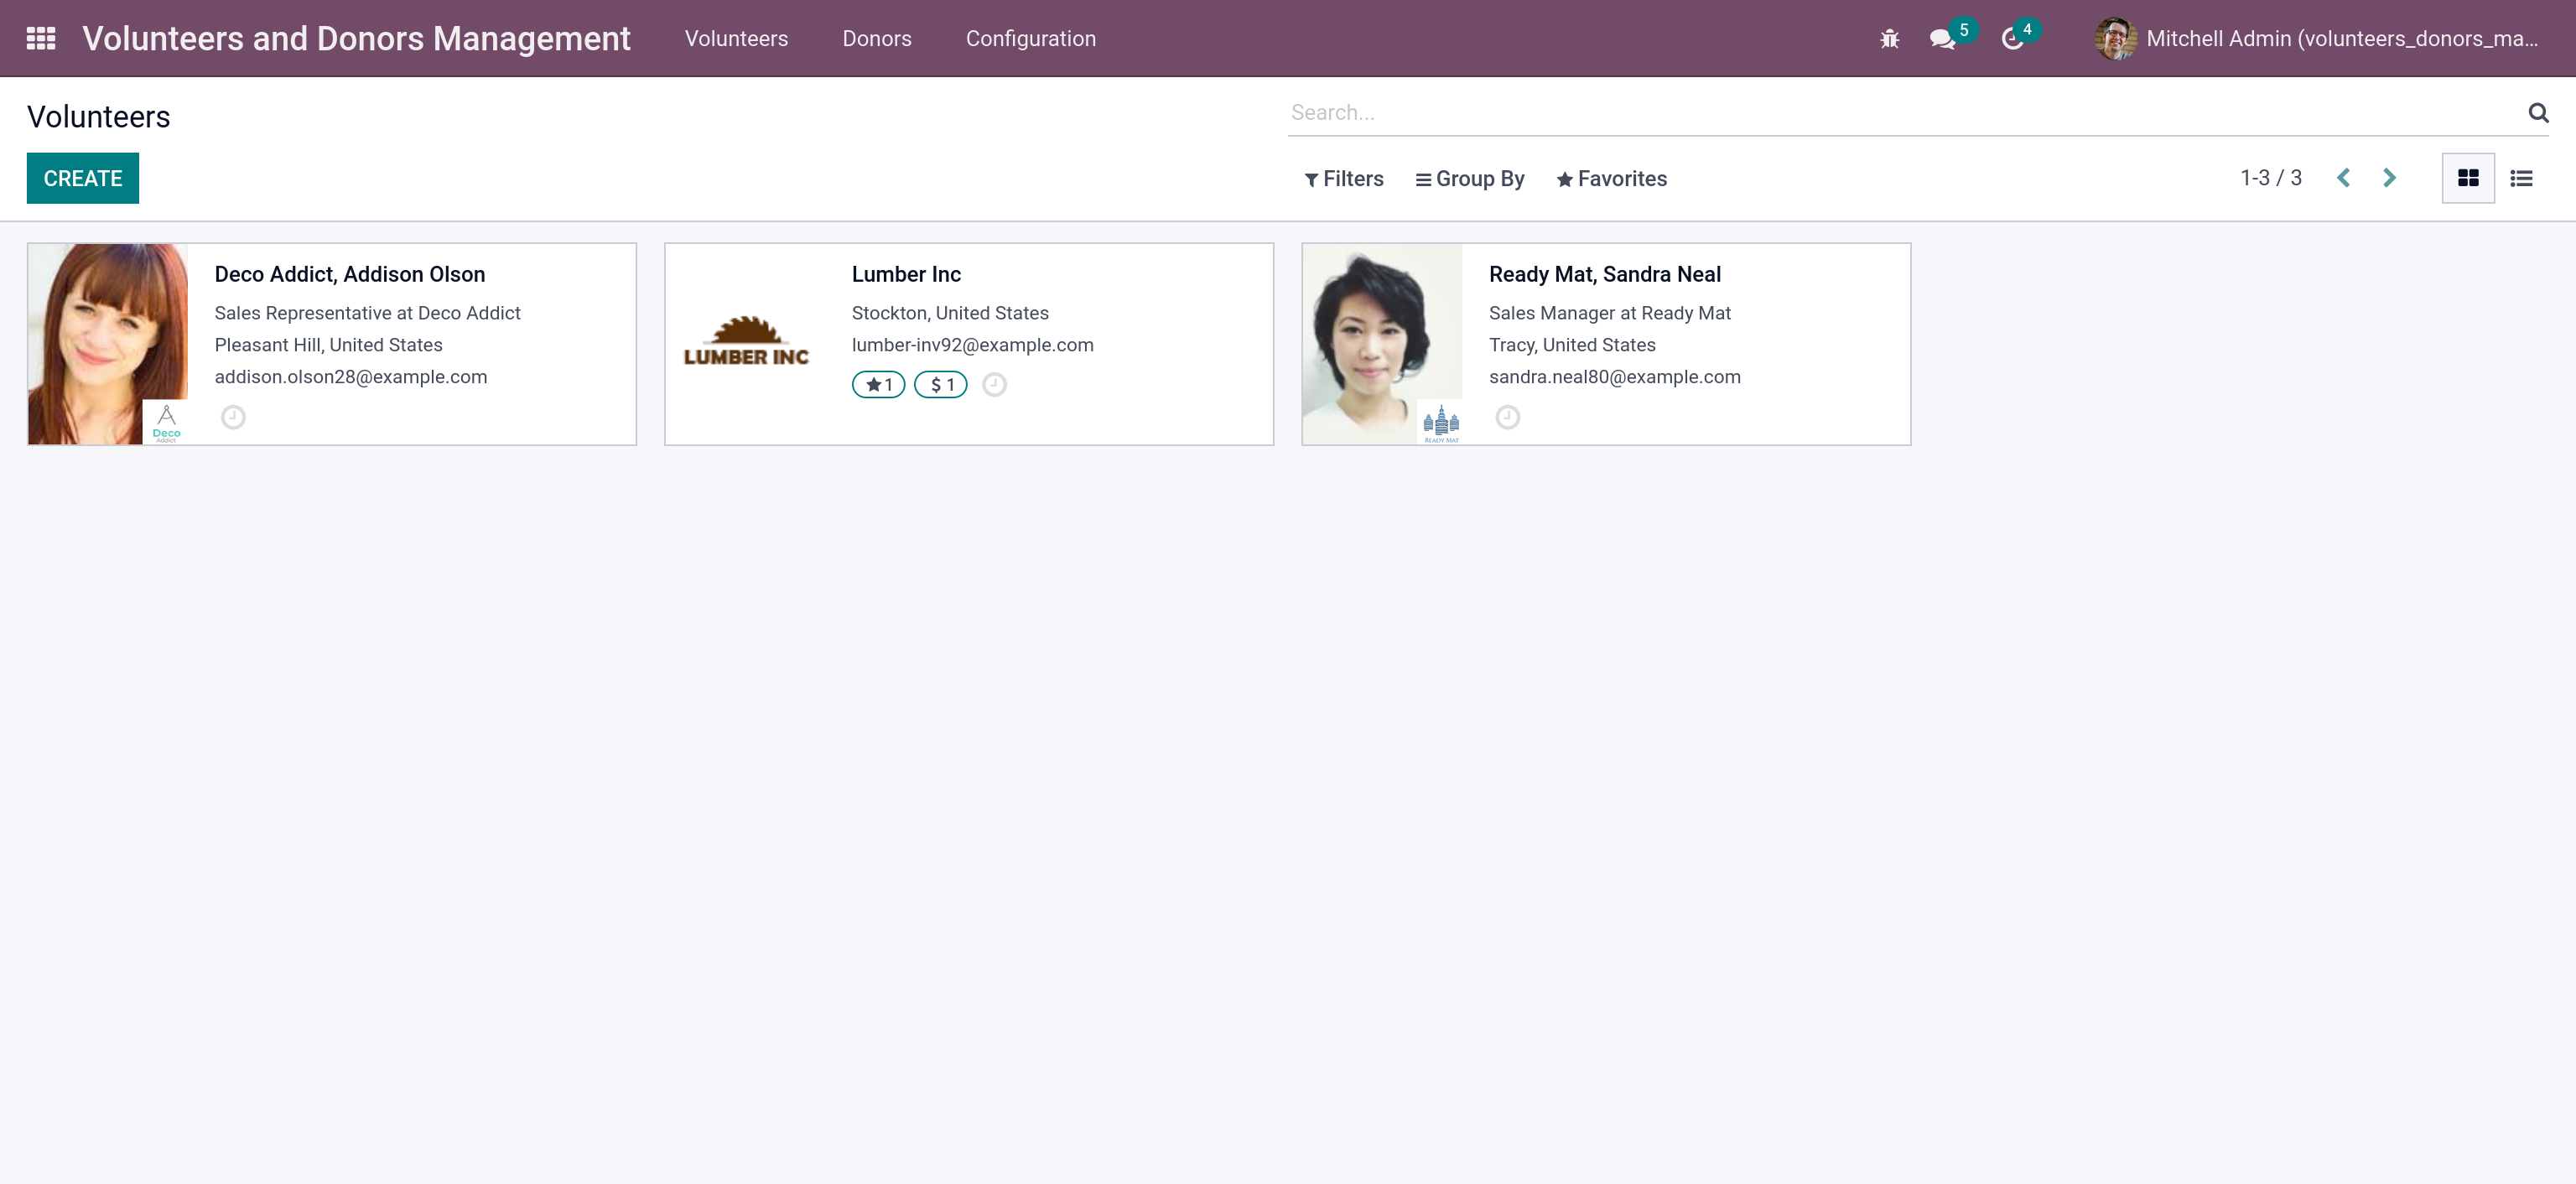 Volunteers and Donors Management
Volunteers
Donors
Configuration
5
4
Mitchell Admin (volunteers_donors_ma...
Volunteers
Search...
CREATE
Filters
Group By
Favorites
1-3 / 3
Deco Addict, Addison Olson
Sales Representative at Deco Addict
Pleasant Hill, United States
addison.olson28@example.com
Deco
Addict
Lumber Inc
Stockton, United States
lumber-inv92@example.com
LUMBER INC
1
$ 1
Ready Mat, Sandra Neal
Sales Manager at Ready Mat
Tracy, United States
sandra.neal80@example.com
READY MAT